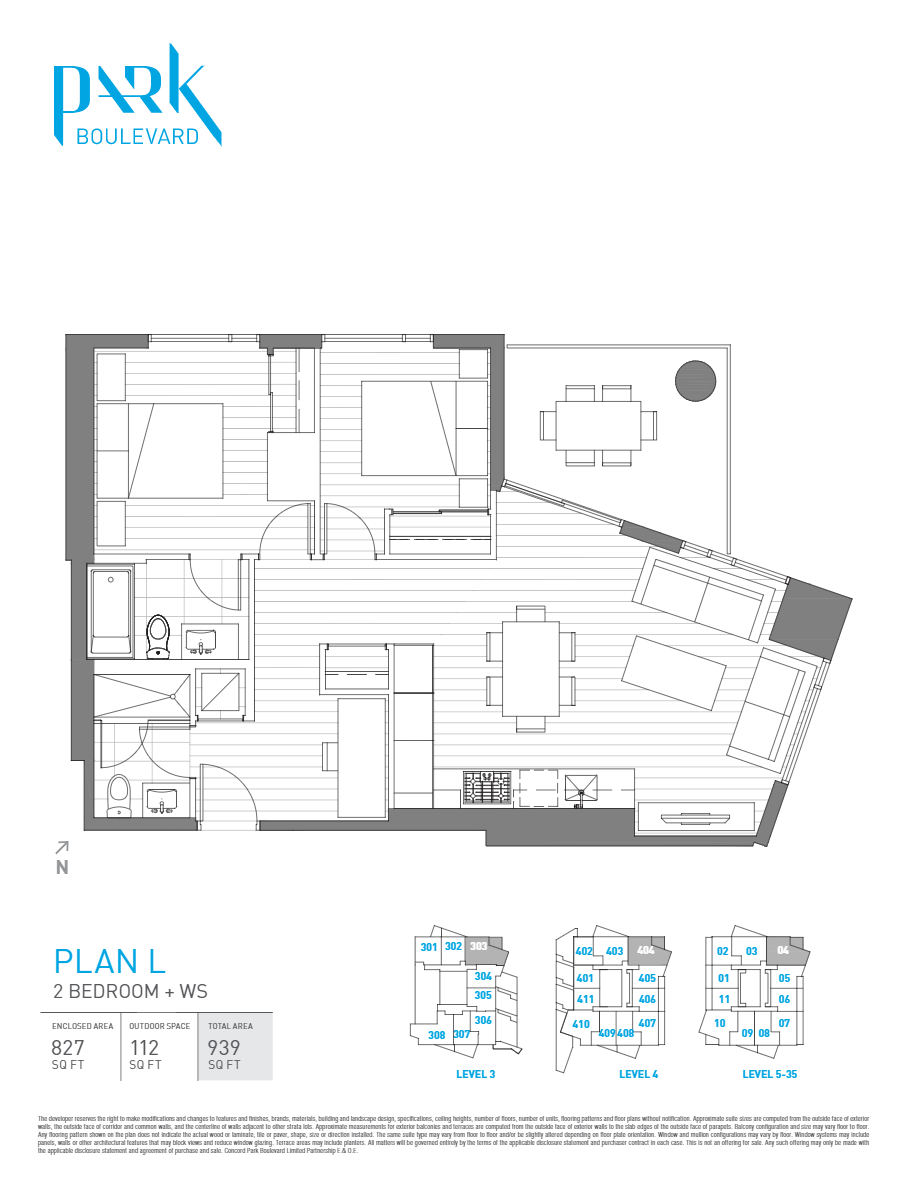 PARK
BOULEVARD
N
PLAN L
2 BEDROOM + WS
ENCLOSED AREA
827
SQ FT
OUTDOOR SPACE
112
SQ FT
TOTAL AREA
939
SQ FT
301 302 303
304
305
306
307
308
LEVEL 3
402 403 404
401 405
411 406
410 409 408 407
LEVEL 4
02 03 04
01 05
11 06
10 09 08 07
LEVEL 5-35
The developer reserves the right to make modifications and changes to features and finishes, brands, materials, building and landscape design, specifications, ceiling heights, number of floors, number of units, flooring patterns and floor plans without notification. Approximate suite sizes are computed from the outside face of exterior
walls, the outside face of corridor and common walls, and the centerline of walls adjacent to other strata lots. Approximate measurements for exterior balconies and terraces are computed from the outside face of exterior walls to the slab edges of the outside face of parapets. Balcony configuration and size may vary floor to floor.
Any flooring pattern shown on the plan does not indicate the actual wood or laminate, tile or paver, shape, size or direction installed. The same suite type may vary from floor to floor and/or be slightly altered depending on floor plate orientation. Window and mullion configurations may vary by floor. Window systems may include
panels, walls or other architectural features that may block views and reduce window glazing. Terrace areas may include planters. All matters will be governed entirely by the terms of the applicable disclosure statement and purchaser contract in each case. This is not an offering for sale. Any such offering may only be made with
the applicable disclosure statement and agreement of purchase and sale. Concord Park Boulevard Limited Partnership E.& O.E.